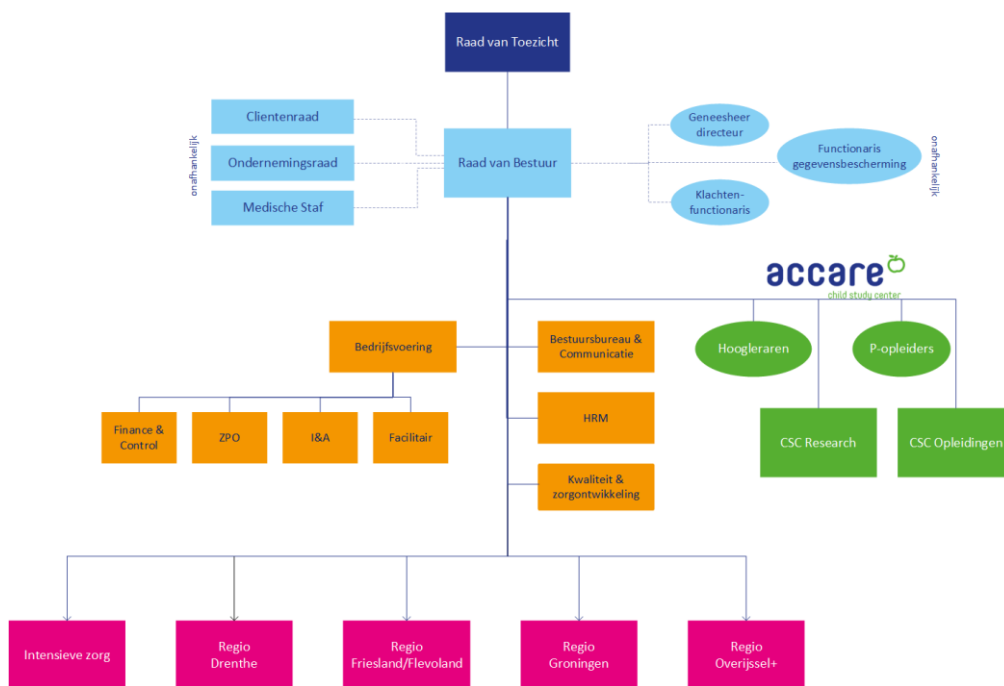 Raad van Toezicht
onafhankelijk
Clientenraad
Ondernemingsraad
Medische Staf
Raad van Bestuur
Geneesheer
directeur
Functionaris
gegevensbescherming
Klachten-
functionaris
onafhankelijk
accare
child study center
Bedrijfsvoering
Bestuursbureau &
Communicatie
Hoogleraren
P-opleiders
Finance &
Control
ZPO
I&A
Facilitair
HRM
CSC Research
CSC Opleidingen
Kwaliteit &
zorgontwikkeling
Intensieve zorg
Regio
Drenthe
Regio
Friesland/Flevoland
Regio
Groningen
Regio
Overijssel+